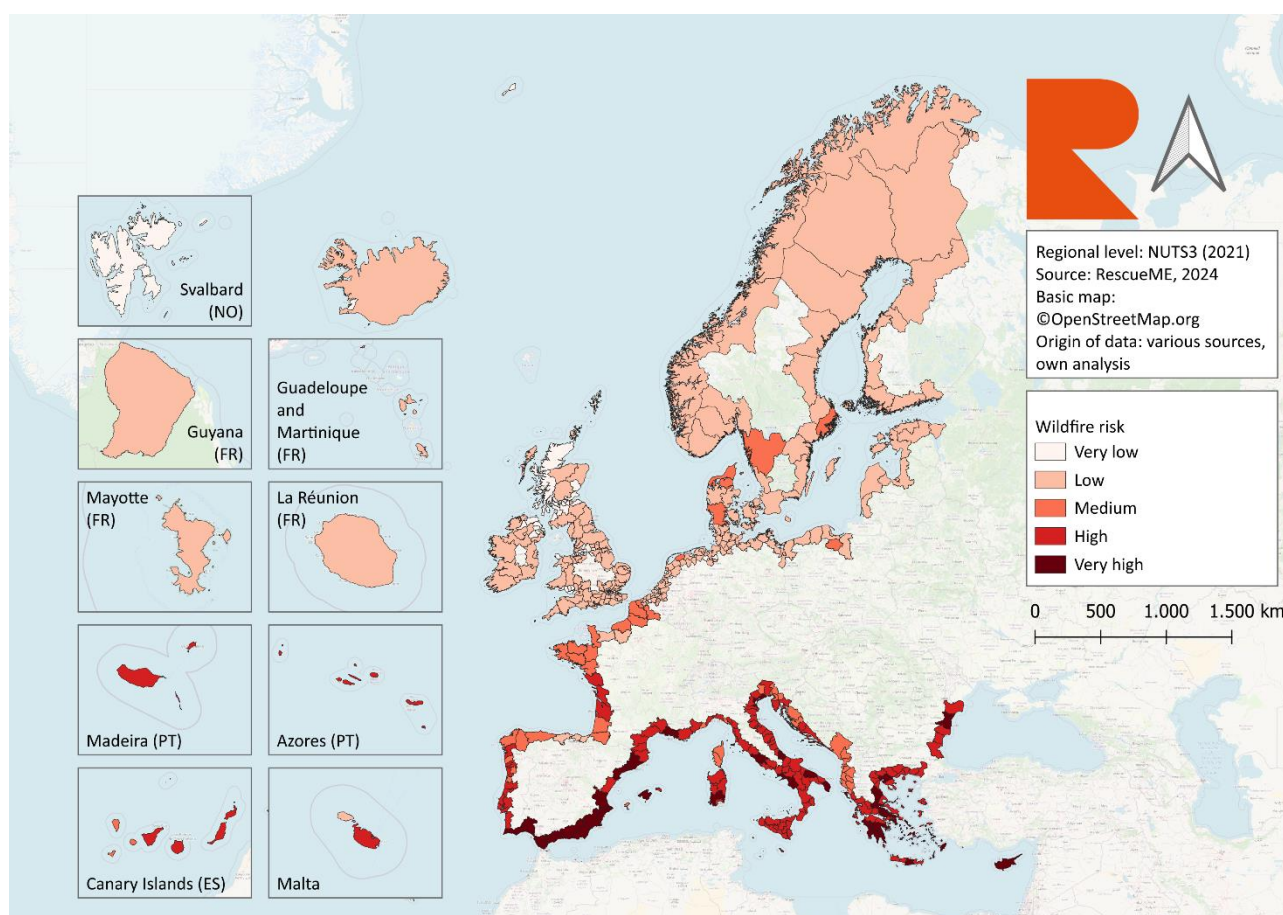 Svalbard
(NO)
Guyana
(FR)
Guadeloupe
and
Martinique
(FR)
Mayotte
(FR)
La Réunion
(FR)
Madeira (PT)
Azores (PT)
Canary Islands (ES)
Malta
R
Regional level: NUTS3 (2021)
Source: RescueME, 2024
Basic map:
©OpenStreetMap.org
Origin of data: various sources,
own analysis
Wildfire risk
Very low
Low
Medium
High
Very high
0 500 1.000 1.500 km